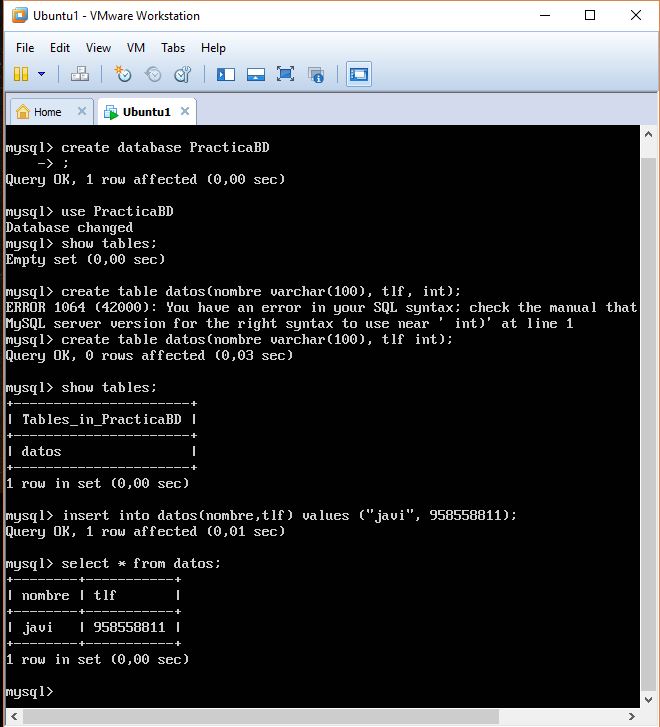 Ubuntu1 - VMware Workstation
File Edit View VM Tabs Help
Home Ubuntu1
mysql> create database PracticaBD
    -> ;
Query OK, 1 row affected (0,00 sec)
mysql> use PracticaBD
Database changed
mysql> show tables;
Empty set (0,00 sec)
mysql> create table datos(nombre varchar(100), tlf, int);
ERROR 1064 (42000): You have an error in your SQL syntax; check the manual that
MySQL server version for the right syntax to use near ' int)' at line 1
mysql> create table datos(nombre varchar(100), tlf int);
Query OK, 0 rows affected (0,03 sec)
mysql> show tables;
+----------------------+
| Tables_in_PracticaBD |
+----------------------+
| datos                |
+----------------------+
1 row in set (0,00 sec)
mysql> insert into datos(nombre,tlf) values ("javi", 958558811);
Query OK, 1 row affected (0,01 sec)
mysql> select * from datos;
+--------+-----------+
| nombre | tlf       |
+--------+-----------+
| javi   | 958558811 |
+--------+-----------+
1 row in set (0,00 sec)
mysql>